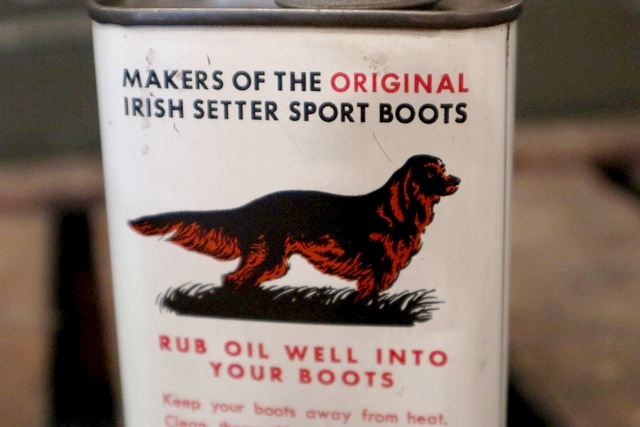 MAKERS OF THE ORIGINAL
IRISH SETTER SPORT BOOTS
RUB OIL WELL INTO
YOUR BOOTS
Keep your boots away from heat.
Clean